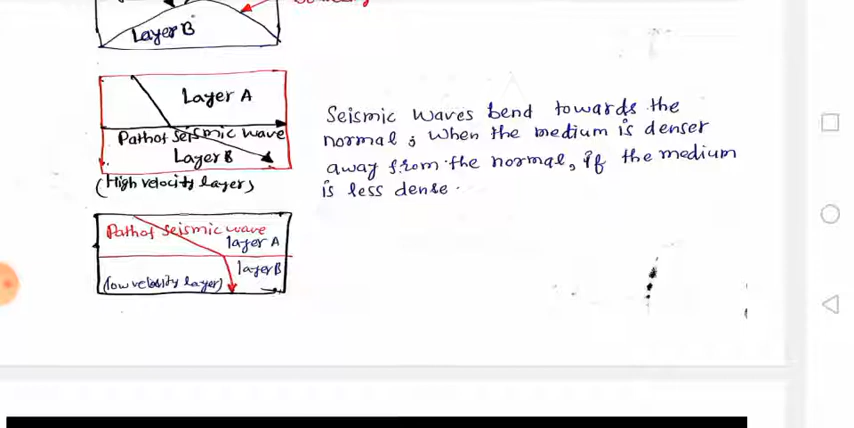 Layer B
Layer A
Path of seismic wave
Layer B
(High velocity layer)
Seismic waves bend towards the
normal, when the medium is denser
away from the normal, if the medium
is less dense.
Path of seismic wave
layer A
layer B
(low velosity layer)